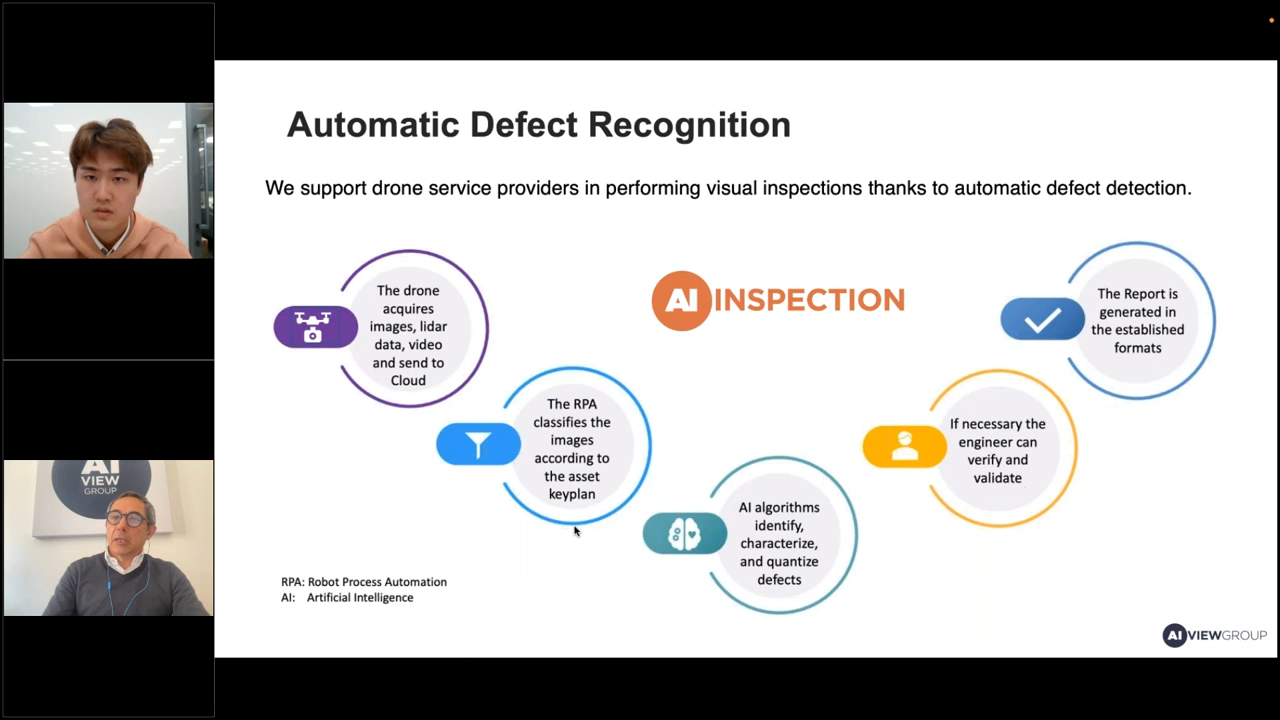 Automatic Defect Recognition
We support drone service providers in performing visual inspections thanks to automatic defect detection.
AI INSPECTION
The drone
acquires
images, lidar
data, video
and send to
Cloud
The RPA
classifies the
images
according to
the asset
keyplan
AI algorithms
identify,
characterize,
and quantize
defects
If necessary the
engineer can
verify and
validate
The Report is
generated in
the established
formats
RPA: Robot Process Automation
AI: Artificial Intelligence
AI VIEWGROUP
AI
VIEW
GROUP